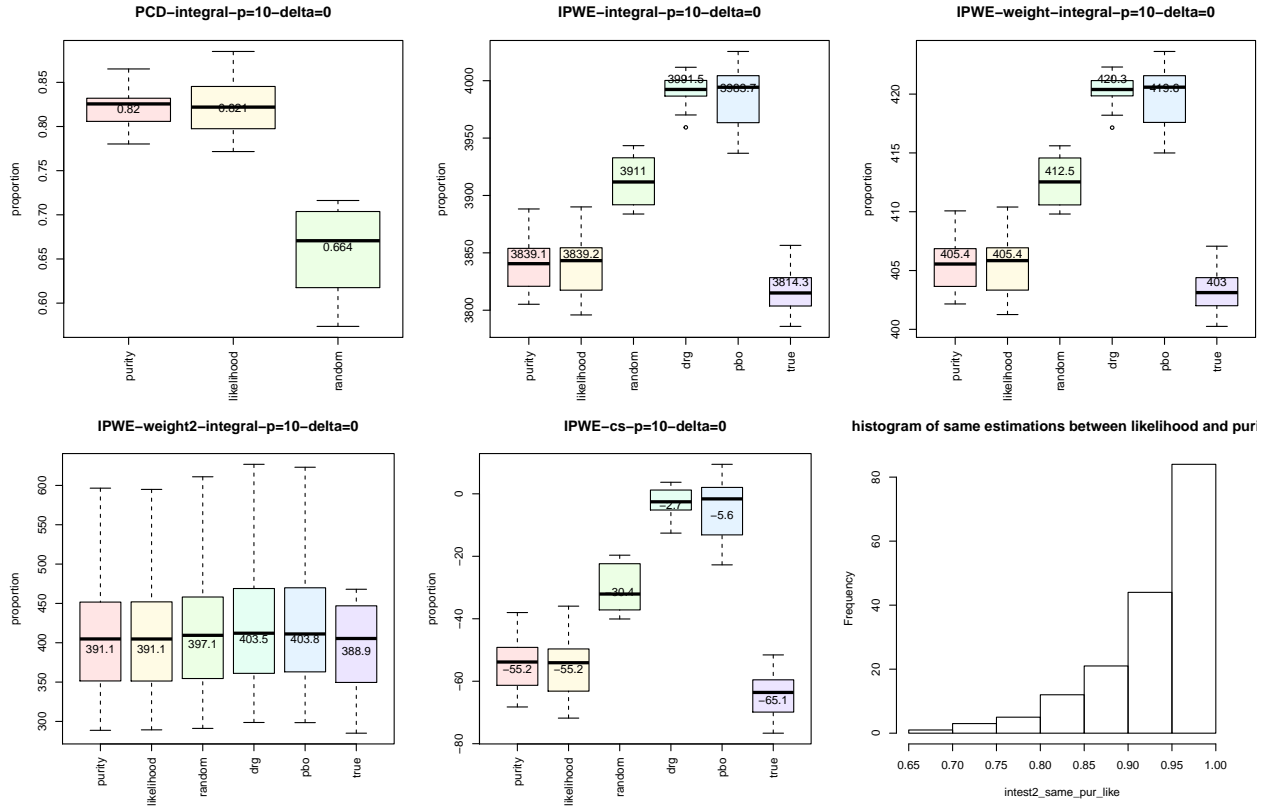 PCD−integral−p=10−delta=0
proportion
0.85
0.80
0.75
0.70
0.65
0.60
0.82
0.821
0.664
purity
likelihood
random
IPWE−integral−p=10−delta=0
proportion
4000
3950
3900
3850
3800
3839.1
3839.2
3911
3991.5
3814.3
purity
likelihood
random
drg
pbo
true
IPWE−weight−integral−p=10−delta=0
proportion
420
415
410
405
400
405.4
405.4
412.5
420.3
403
purity
likelihood
random
drg
pbo
true
IPWE−weight2−integral−p=10−delta=0
proportion
600
550
500
450
400
350
300
391.1
391.1
397.1
403.5
403.8
388.9
purity
likelihood
random
drg
pbo
true
IPWE−cs−p=10−delta=0
proportion
0
−20
−40
−60
−80
−55.2
−55.2
−30.4
−2.7
−5.6
−65.1
purity
likelihood
random
drg
pbo
true
histogram of same estimations between likelihood and puri
Frequency
80
60
40
20
0
0.65 0.70 0.75 0.80 0.85 0.90 0.95 1.00
intest2_same_pur_like